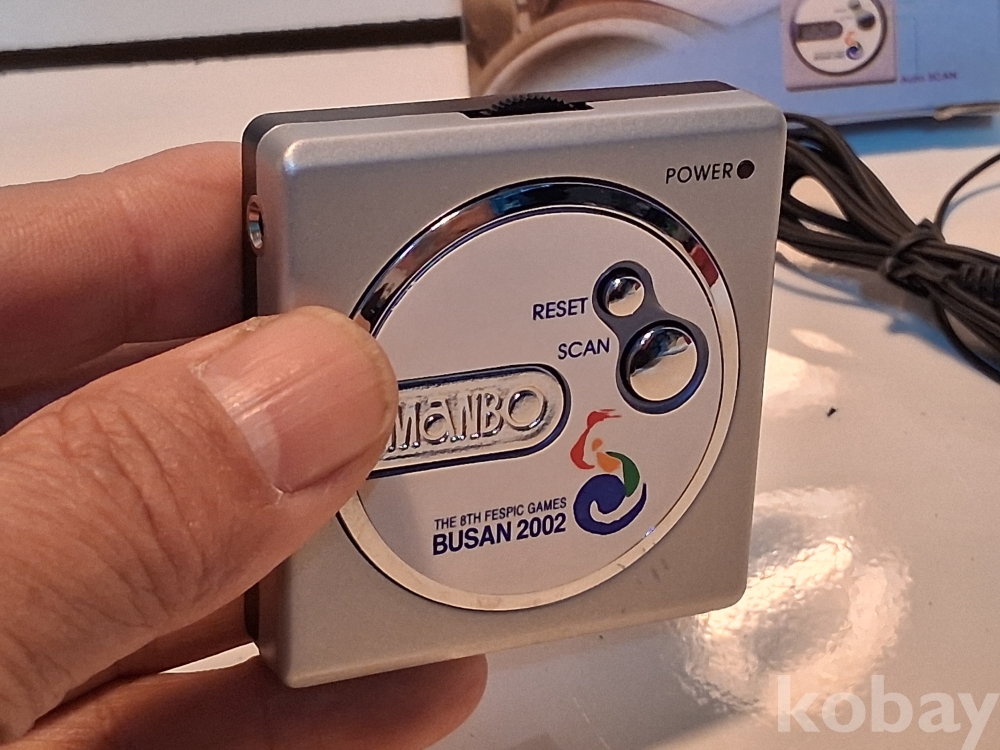 Auto SCAN
POWER
RESET
SCAN
MANBO
THE 8TH FESPIC GAMES
BUSAN 2002
kobay